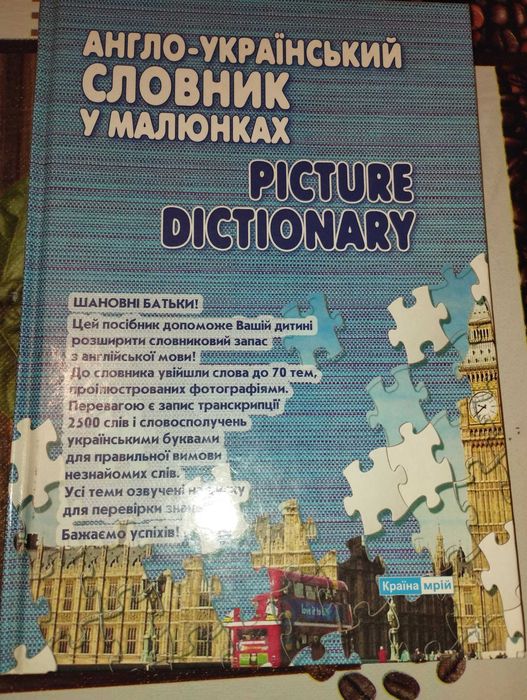 АНГЛО-УКРАЇНСЬКИЙ
СЛОВНИК
У МАЛЮНКАХ
PICTURE
DICTIONARY
ШАНОВНІ БАТЬКИ!
Цей посібник допоможе Вашій дитині
розширити словниковий запас
з англійської мови!
До словника увійшли слова до 70 тем,
проілюстрованих фотографіями.
Перевагою є запис транскрипції
2500 слів і словосполучень
українськими буквами
для правильної вимови
незнайомих слів.
Усі теми озвучені
для перевірки
Бажаємо успіхів!
Країна мрій